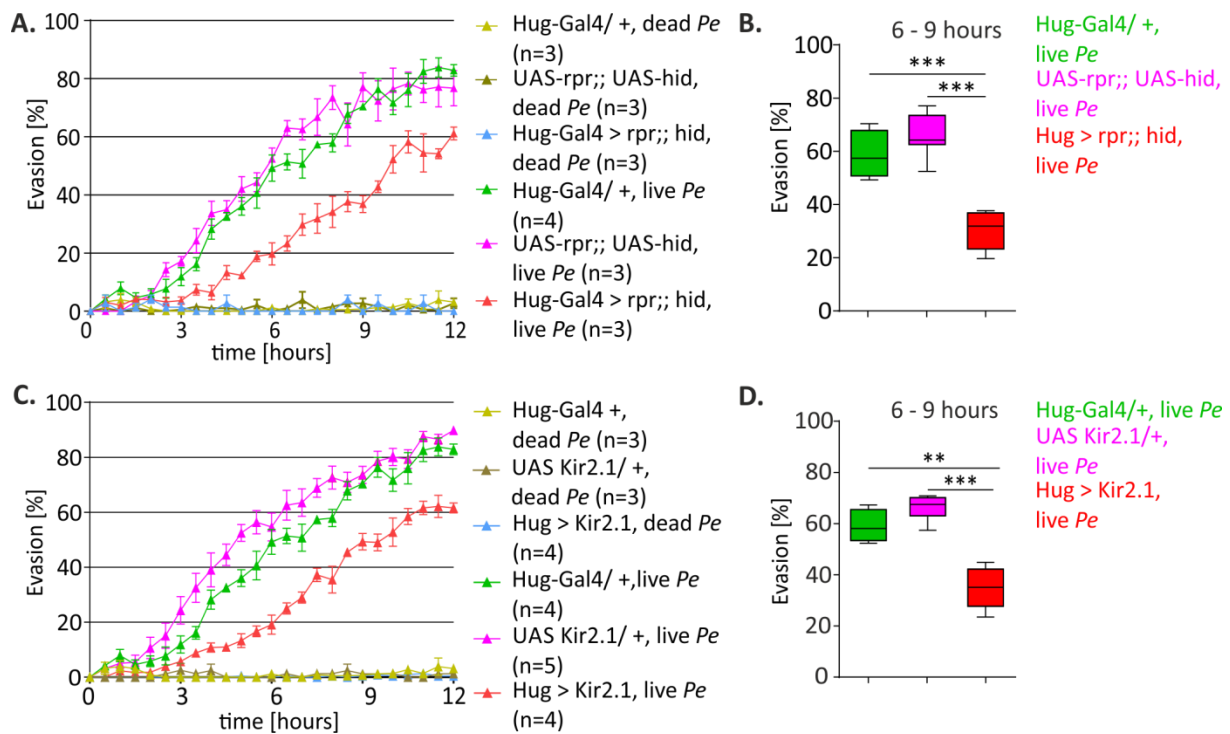 A.
Evasion [%]
100
80
60
40
20
0
0 3 6 9 12
time [hours]
Hug-Gal4/ +, dead Pe
(n=3)
UAS-rpr;; UAS-hid,
dead Pe (n=3)
Hug-Gal4 > rpr;; hid,
dead Pe (n=3)
Hug-Gal4/ +, live Pe
(n=4)
UAS-rpr;; UAS-hid,
live Pe (n=3)
Hug-Gal4 > rpr;; hid,
live Pe (n=3)
B.
6 - 9 hours
Evasion [%]
100
80
60
40
20
0
***
***
Hug-Gal4/ +,
live Pe
UAS-rpr;; UAS-hid,
live Pe
Hug > rpr;; hid,
live Pe
C.
Evasion [%]
100
80
60
40
20
0
0 3 6 9 12
time [hours]
Hug-Gal4 +,
dead Pe (n=3)
UAS Kir2.1/ +,
dead Pe (n=3)
Hug > Kir2.1, dead Pe
(n=4)
Hug-Gal4/ +,live Pe
(n=4)
UAS Kir2.1/ +, live Pe
(n=5)
Hug > Kir2.1, live Pe
(n=4)
D.
6 - 9 hours
Evasion [%]
100
80
60
40
20
0
**
***
Hug-Gal4/+, live Pe
UAS Kir2.1/+,
live Pe
Hug > Kir2.1,
live Pe